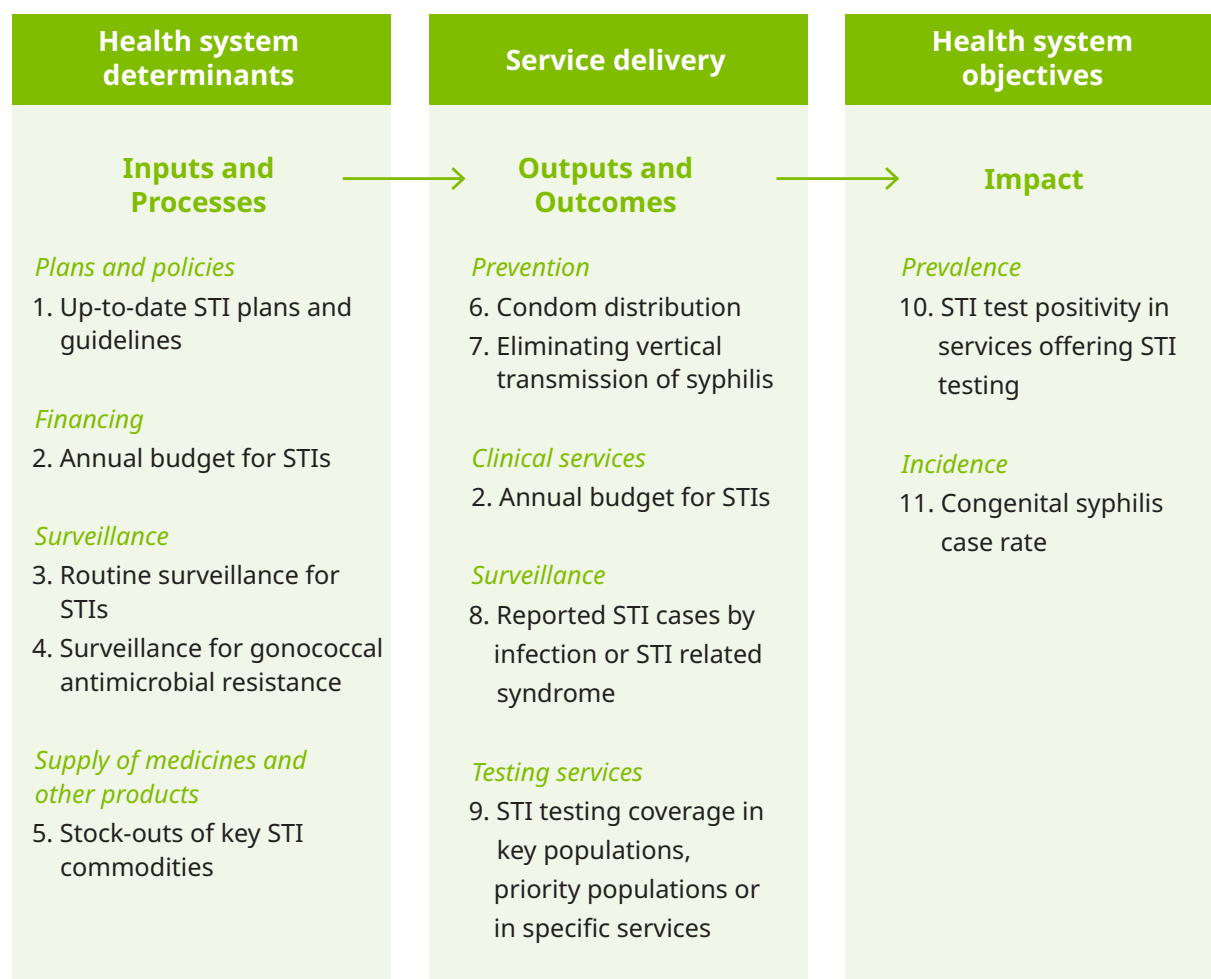 Health system
determinants
Inputs and
Processes
Plans and policies
1. Up-to-date STI plans and
guidelines
Financing
2. Annual budget for STIs
Surveillance
3. Routine surveillance for
STIs
4. Surveillance for gonococcal
antimicrobial resistance
Supply of medicines and
other products
5. Stock-outs of key STI
commodities
Service delivery
Outputs and
Outcomes
Prevention
6. Condom distribution
7. Eliminating vertical
transmission of syphilis
Clinical services
2. Annual budget for STIs
Surveillance
8. Reported STI cases by
infection or STI related
syndrome
Testing services
9. STI testing coverage in
key populations,
priority populations or
in specific services
Health system
objectives
Impact
Prevalence
10. STI test positivity in
services offering STI
testing
Incidence
11. Congenital syphilis
case rate